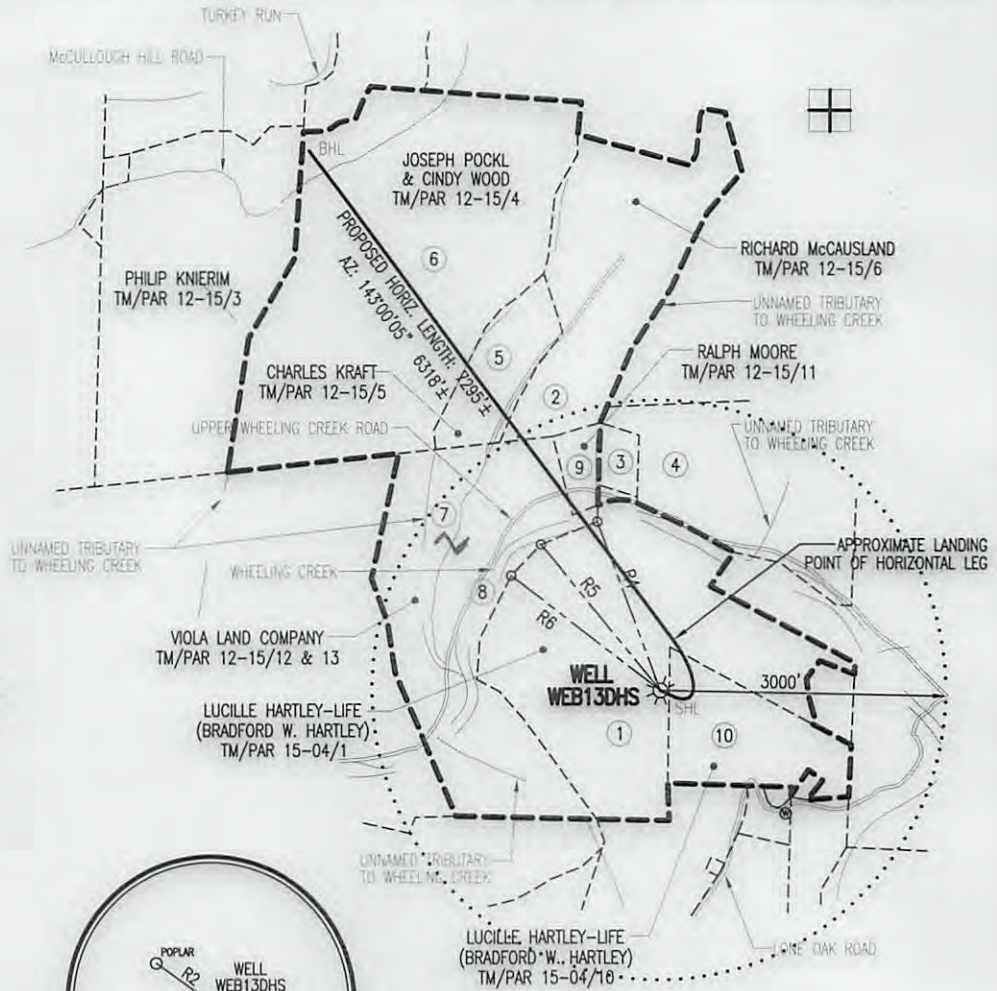 TURKEY RUN
McCULLOUGH HILL ROAD
BHL
JOSEPH POCKL
& CINDY WOOD
TM/PAR 12-15/4
PROPOSED HORIZ. LENGTH:
AZ: 143°00'05" 6318'±
6
RICHARD McCAUSLAND
TM/PAR 12-15/6
PHILIP KNIERIM
TM/PAR 12-15/3
UNNAMED TRIBUTARY
TO WHEELING CREEK
CHARLES KRAFT
TM/PAR 12-15/5
5
RALPH MOORE
TM/PAR 12-15/11
2
UPPER WHEELING CREEK ROAD
UNNAMED TRIBUTARY
TO WHEELING CREEK
9
3
4
7
UNNAMED TRIBUTARY
TO WHEELING CREEK
APPROXIMATE LANDING
POINT OF HORIZONTAL LEG
WHEELING CREEK
8
R4
R5
R6
VIOLA LAND COMPANY
TM/PAR 12-15/12 & 13
WELL
WEB13DHS
SHL
3000'
LUCILLE HARTLEY-LIFE
(BRADFORD W. HARTLEY)
TM/PAR 15-04/1
1
10
UNNAMED TRIBUTARY
TO WHEELING CREEK
LUCILLE HARTLEY-LIFE
(BRADFORD W. HARTLEY)
TM/PAR 15-04/10
LONE OAK ROAD
POPLAR
R2
WELL
WEB13DHS